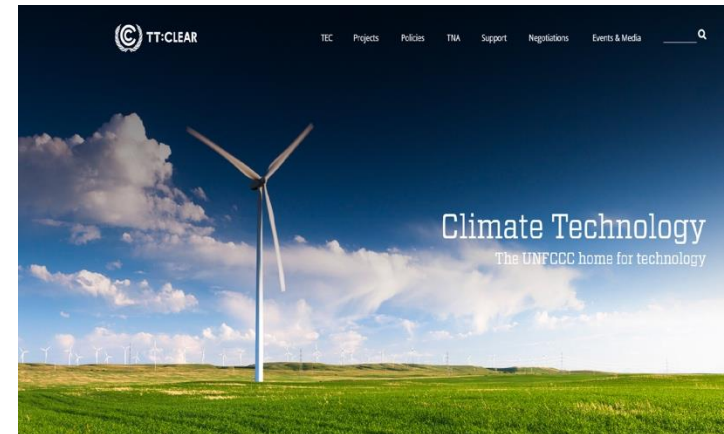 TT:CLEAR
TEC Projects Policies TNA Support Negotiations Events & Media
Climate Technology
The UNFCCC home for technology